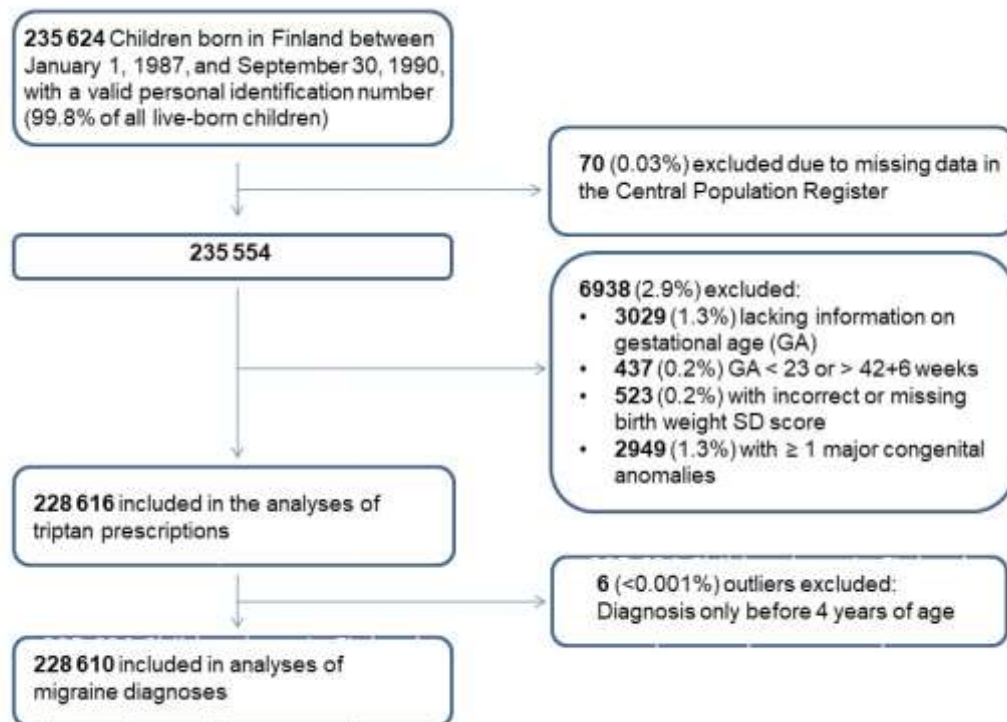 235 624 Children born in Finland between
January 1, 1987, and September 30, 1990,
with a valid personal identification number
(99.8% of all live-born children)
70 (0.03%) excluded due to missing data in
the Central Population Register
235 554
6938 (2.9%) excluded:
• 3029 (1.3%) lacking information on
gestational age (GA)
• 437 (0.2%) GA < 23 or > 42+6 weeks
• 523 (0.2%) with incorrect or missing
birth weight SD score
• 2949 (1.3%) with ≥ 1 major congenital
anomalies
228 616 included in the analyses of
triptan prescriptions
6 (<0.001%) outliers excluded:
Diagnosis only before 4 years of age
228 610 included in analyses of
migraine diagnoses